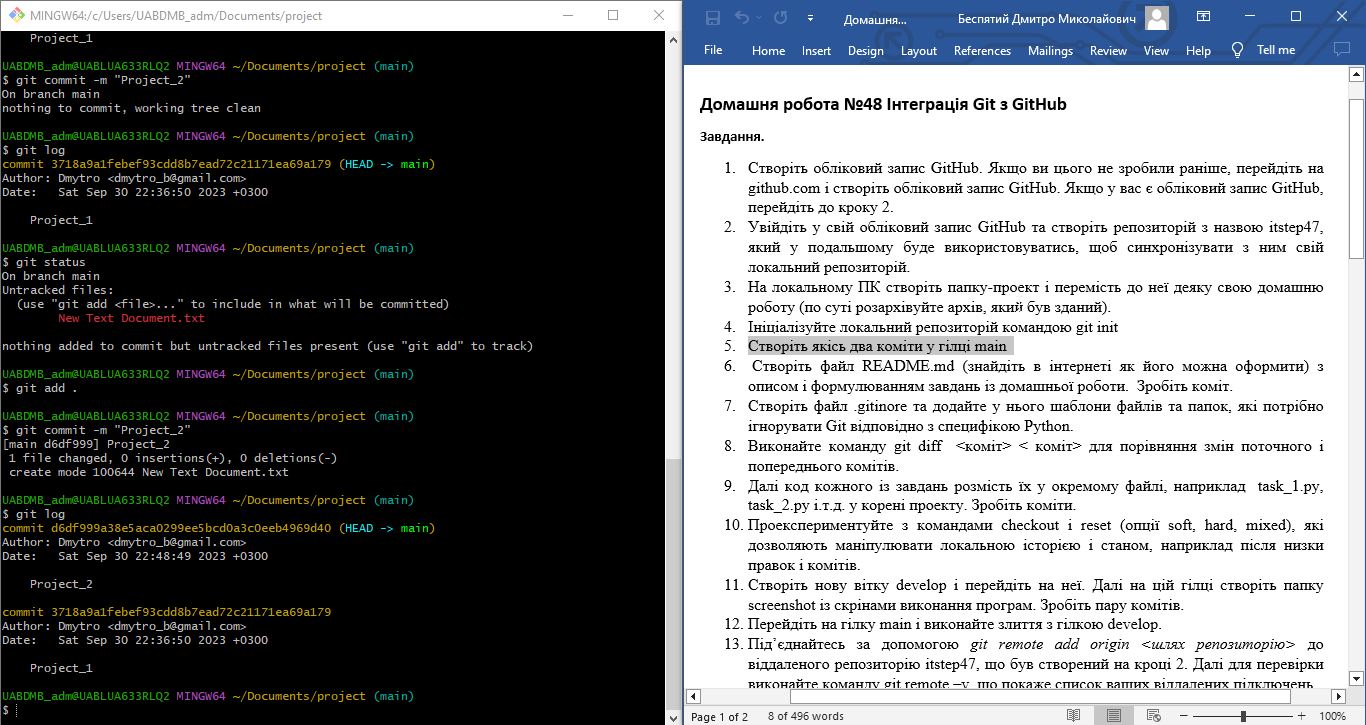 MINGW64:/c/Users/UABDMB_adm/Documents/project
Project_1
UABDMB_adm@UABLUA633RLQ2 MINGW64 ~/Documents/project (main)
$ git commit -m "Project_2"
On branch main
nothing to commit, working tree clean
UABDMB_adm@UABLUA633RLQ2 MINGW64 ~/Documents/project (main)
$ git log
commit 3718a9a1febef93cdd8b7ead72c21171ea69a179 (HEAD -> main)
Author: Dmytro <dmytro_b@gmail.com>
Date:   Sat Sep 30 22:36:50 2023 +0300
Project_1
UABDMB_adm@UABLUA633RLQ2 MINGW64 ~/Documents/project (main)
$ git status
On branch main
Untracked files:
(use "git add <file>..." to include in what will be committed)
New Text Document.txt
nothing added to commit but untracked files present (use "git add" to track)
UABDMB_adm@UABLUA633RLQ2 MINGW64 ~/Documents/project (main)
$ git add .
UABDMB_adm@UABLUA633RLQ2 MINGW64 ~/Documents/project (main)
$ git commit -m "Project_2"
[main d6df999] Project_2
1 file changed, 0 insertions(+), 0 deletions(-)
create mode 100644 New Text Document.txt
UABDMB_adm@UABLUA633RLQ2 MINGW64 ~/Documents/project (main)
$ git log
commit d6df999a38e5aca0299ee5bcd0a3c0eeb4969d40 (HEAD -> main)
Author: Dmytro <dmytro_b@gmail.com>
Date:   Sat Sep 30 22:48:49 2023 +0300
Project_2
commit 3718a9a1febef93cdd8b7ead72c21171ea69a179
Author: Dmytro <dmytro_b@gmail.com>
Date:   Sat Sep 30 22:36:50 2023 +0300
Project_1
UABDMB_adm@UABLUA633RLQ2 MINGW64 ~/Documents/project (main)
$
Домашня... Беспятий Дмитро Миколайович
File Home Insert Design Layout References Mailings Review View Help Tell me
Домашня робота №48 Інтеграція Git з GitHub
Завдання.
1. Створіть обліковий запис GitHub. Якщо ви цього не зробили раніше, перейдіть на
github.com і створіть обліковий запис GitHub. Якщо у вас є обліковий запис GitHub,
перейдіть до кроку 2.
2. Увійдіть у свій обліковий запис GitHub та створіть репозиторій з назвою itstep47,
який у подальшому буде використовуватись, щоб синхронізувати з ним свій
локальний репозиторій.
3. На локальному ПК створіть папку-проект і перемість до неї деяку свою домашню
роботу (по суті розархівуйте архів, який був зданий).
4. Ініціалізуйте локальний репозиторій командою git init
5. Створіть якісь два коміти у гілці main
6. Створіть файл README.md (знайдіть в інтернеті як його можна оформити) з
описом і формулюванням завдань із домашньої роботи. Зробіть коміт.
7. Створіть файл .gitinore та додайте у нього шаблони файлів та папок, які потрібно
ігнорувати Git відповідно з специфікою Python.
8. Виконайте команду git diff <коміт> < коміт> для порівняння змін поточного і
попереднього комітів.
9. Далі код кожного із завдань розмість їх у окремому файлі, наприклад task_1.py,
task_2.py і.т.д. у корені проекту. Зробіть коміти.
10. Проекспериментуйте з командами checkout і reset (опції soft, hard, mixed), які
дозволяють маніпулювати локальною історією і станом, наприклад після низки
правок і комітів.
11. Створіть нову вітку develop і перейдіть на неї. Далі на цій гілці створіть папку
screenshot із скрінами виконання програм. Зробіть пару комітів.
12. Перейдіть на гілку main і виконайте злиття з гілкою develop.
13. Під’єднайтесь за допомогою git remote add origin <шлях репозиторію> до
віддаленого репозиторію itstep47, що був створений на кроці 2. Далі для перевірки
виконайте команду git remote –v, що покаже список ваших віддалених підключень
Page 1 of 2 8 of 496 words 100%